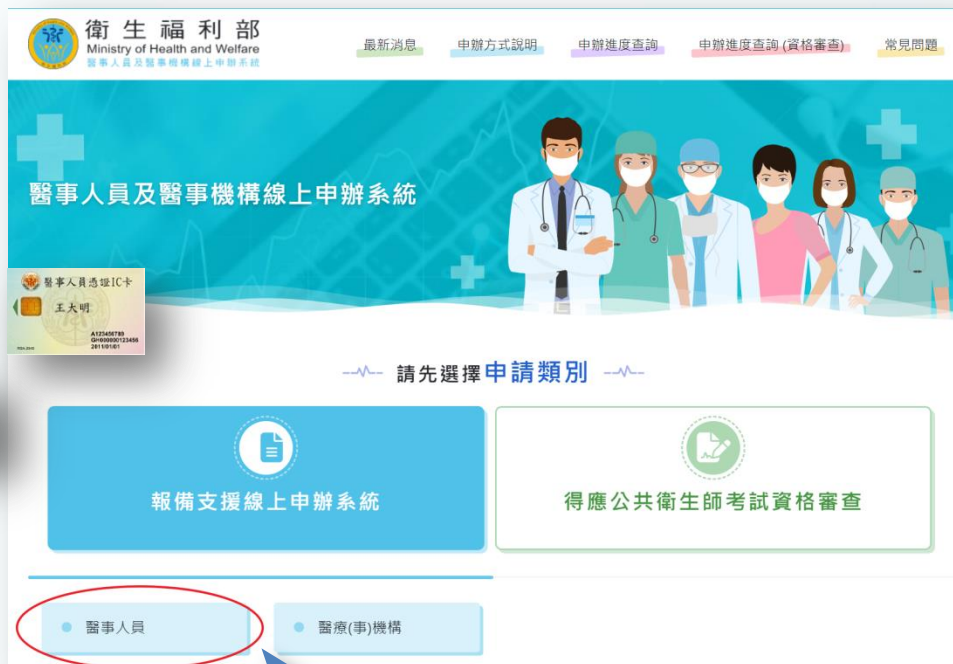 衛生福利部
Ministry of Health and Welfare
醫事人員及醫事機構線上申辦系統
最新消息
申辦方式說明
申辦進度查詢
申辦進度查詢 (資格審查)
常見問題
醫事人員及醫事機構線上申辦系統
醫事人員憑證IC卡
王大明
A123456789
2011/01/01
請先選擇申請類別
報備支援線上申辦系統
得應公共衛生師考試資格審查
醫事人員
醫療(事)機構